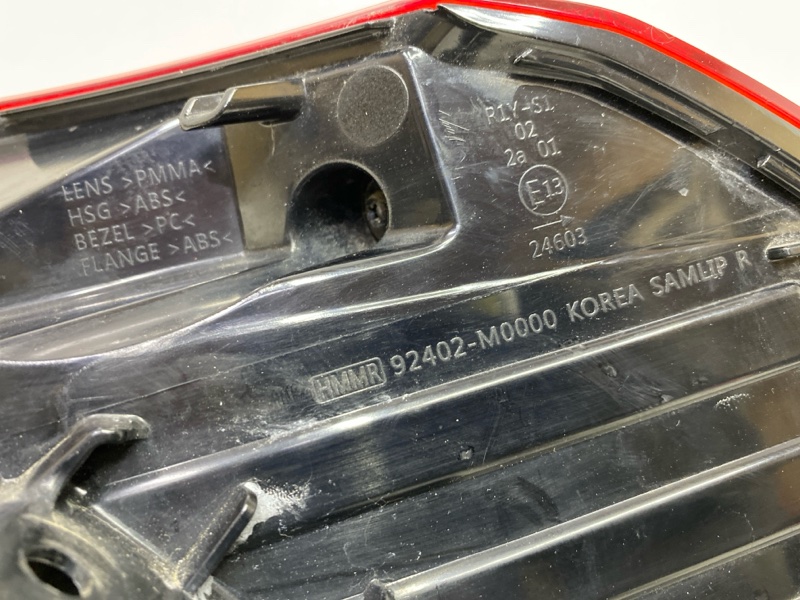 LENS >PMMA<
HSG >ABS<
BEZEL >PC<
FLANGE >ABS<
R1Y-S1
02
2a 01
E13
24603
HMMR 92402-M0000 KOREA SAMLIP R